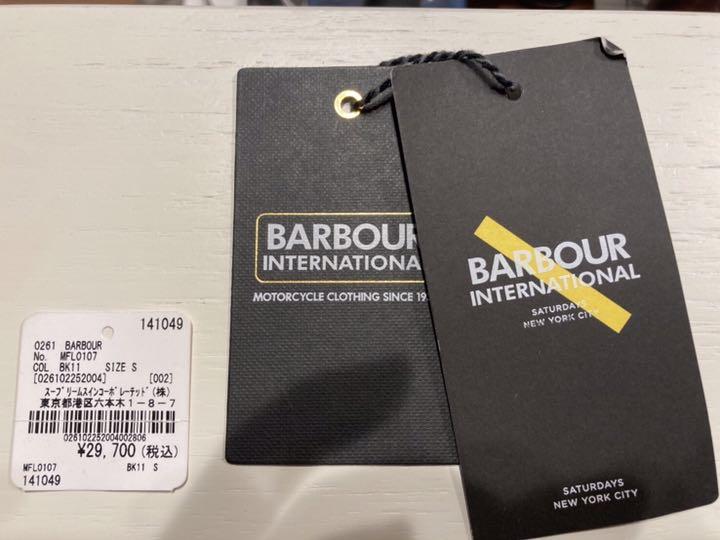 141049
0261 BARBOUR
No. MFL0107
COL BK11 SIZE S
[026102252004] [002]
スープリームスインコーポレーテッド(株)
東京都港区六本木1-8-7
026102252004002806
¥29,700(税込)
MFL0107 BK11 S
141049
BARBOUR
INTERNATIONAL
MOTORCYCLE CLOTHING SINCE 19
BARBOUR
INTERNATIONAL
SATURDAYS
NEW YORK CITY
SATURDAYS
NEW YORK CITY